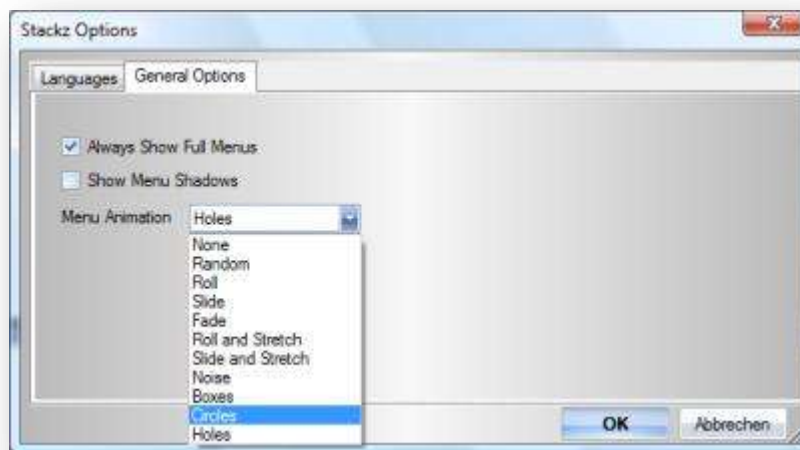 Stackz Options
Languages General Options
Always Show Full Menus
Show Menu Shadows
Menu Animation Holes
None
Random
Roll
Slide
Fade
Roll and Stretch
Slide and Stretch
Noise
Boxes
Circles
Holes
OK Abbrechen